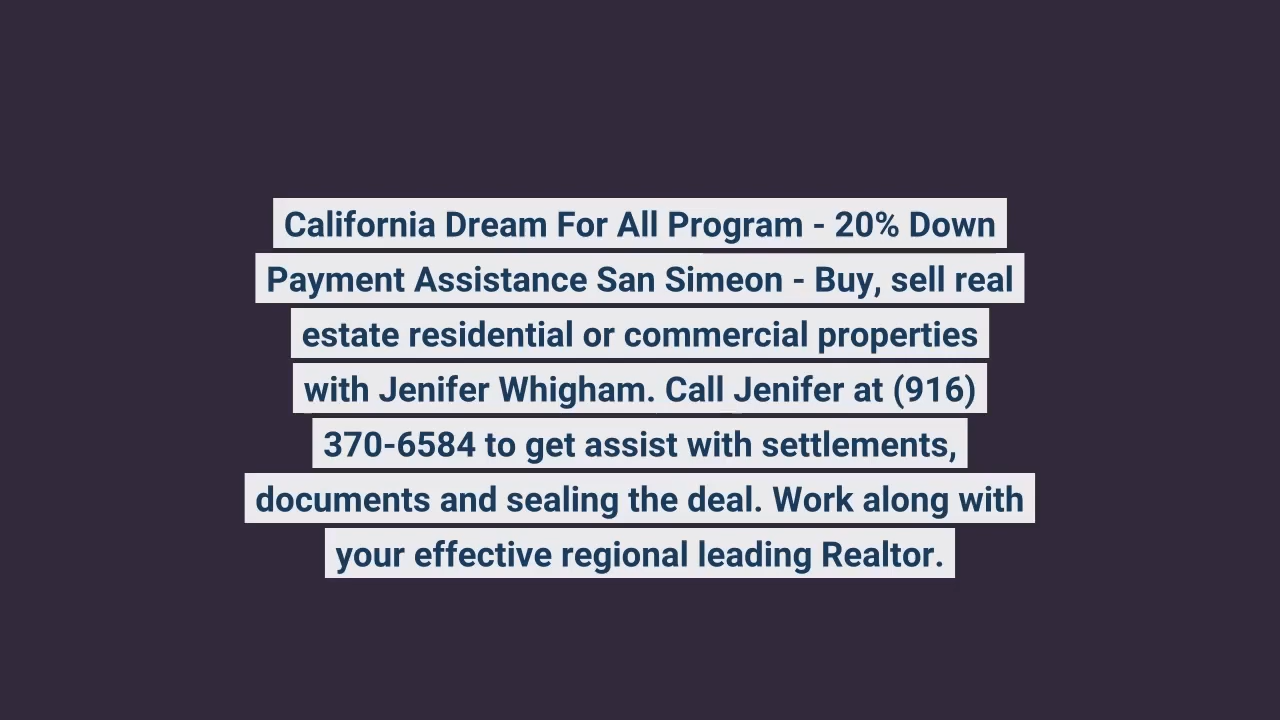 California Dream For All Program - 20% Down
Payment Assistance San Simeon - Buy, sell real
estate residential or commercial properties
with Jenifer Whigham. Call Jenifer at (916)
370-6584 to get assist with settlements,
documents and sealing the deal. Work along with
your effective regional leading Realtor.